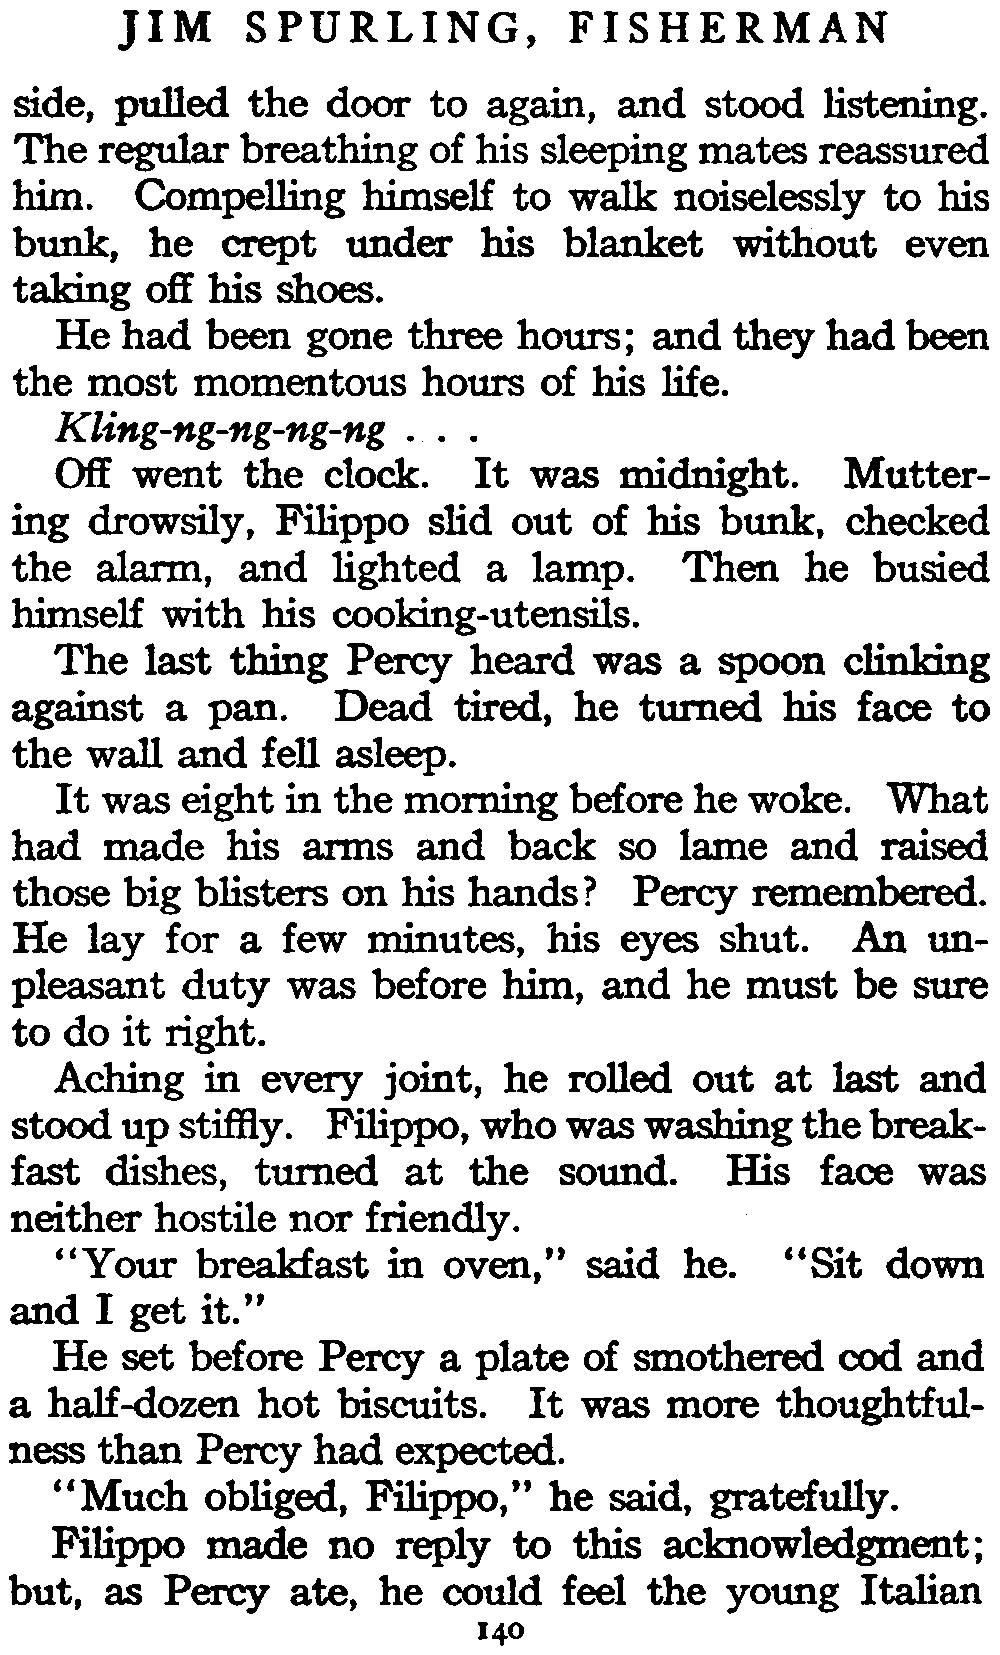 JIM SPURLING, FISHERMAN
side, pulled the door to again, and stood listening.
The regular breathing of his sleeping mates reassured
him. Compelling himself to walk noiselessly to his
bunk, he crept under his blanket without even
taking off his shoes.
He had been gone three hours; and they had been
the most momentous hours of his life.
Kling-ng-ng-ng-ng . . .
Off went the clock. It was midnight. Mutter-
ing drowsily, Filippo slid out of his bunk, checked
the alarm, and lighted a lamp. Then he busied
himself with his cooking-utensils.
The last thing Percy heard was a spoon clinking
against a pan. Dead tired, he turned his face to
the wall and fell asleep.
It was eight in the morning before he woke. What
had made his arms and back so lame and raised
those big blisters on his hands? Percy remembered.
He lay for a few minutes, his eyes shut. An un-
pleasant duty was before him, and he must be sure
to do it right.
Aching in every joint, he rolled out at last and
stood up stiffly. Filippo, who was washing the break-
fast dishes, turned at the sound. His face was
neither hostile nor friendly.
"Your breakfast in oven," said he. "Sit down
and I get it."
He set before Percy a plate of smothered cod and
a half-dozen hot biscuits. It was more thoughtful-
ness than Percy had expected.
"Much obliged, Filippo," he said, gratefully.
Filippo made no reply to this acknowledgment;
but, as Percy ate, he could feel the young Italian
140